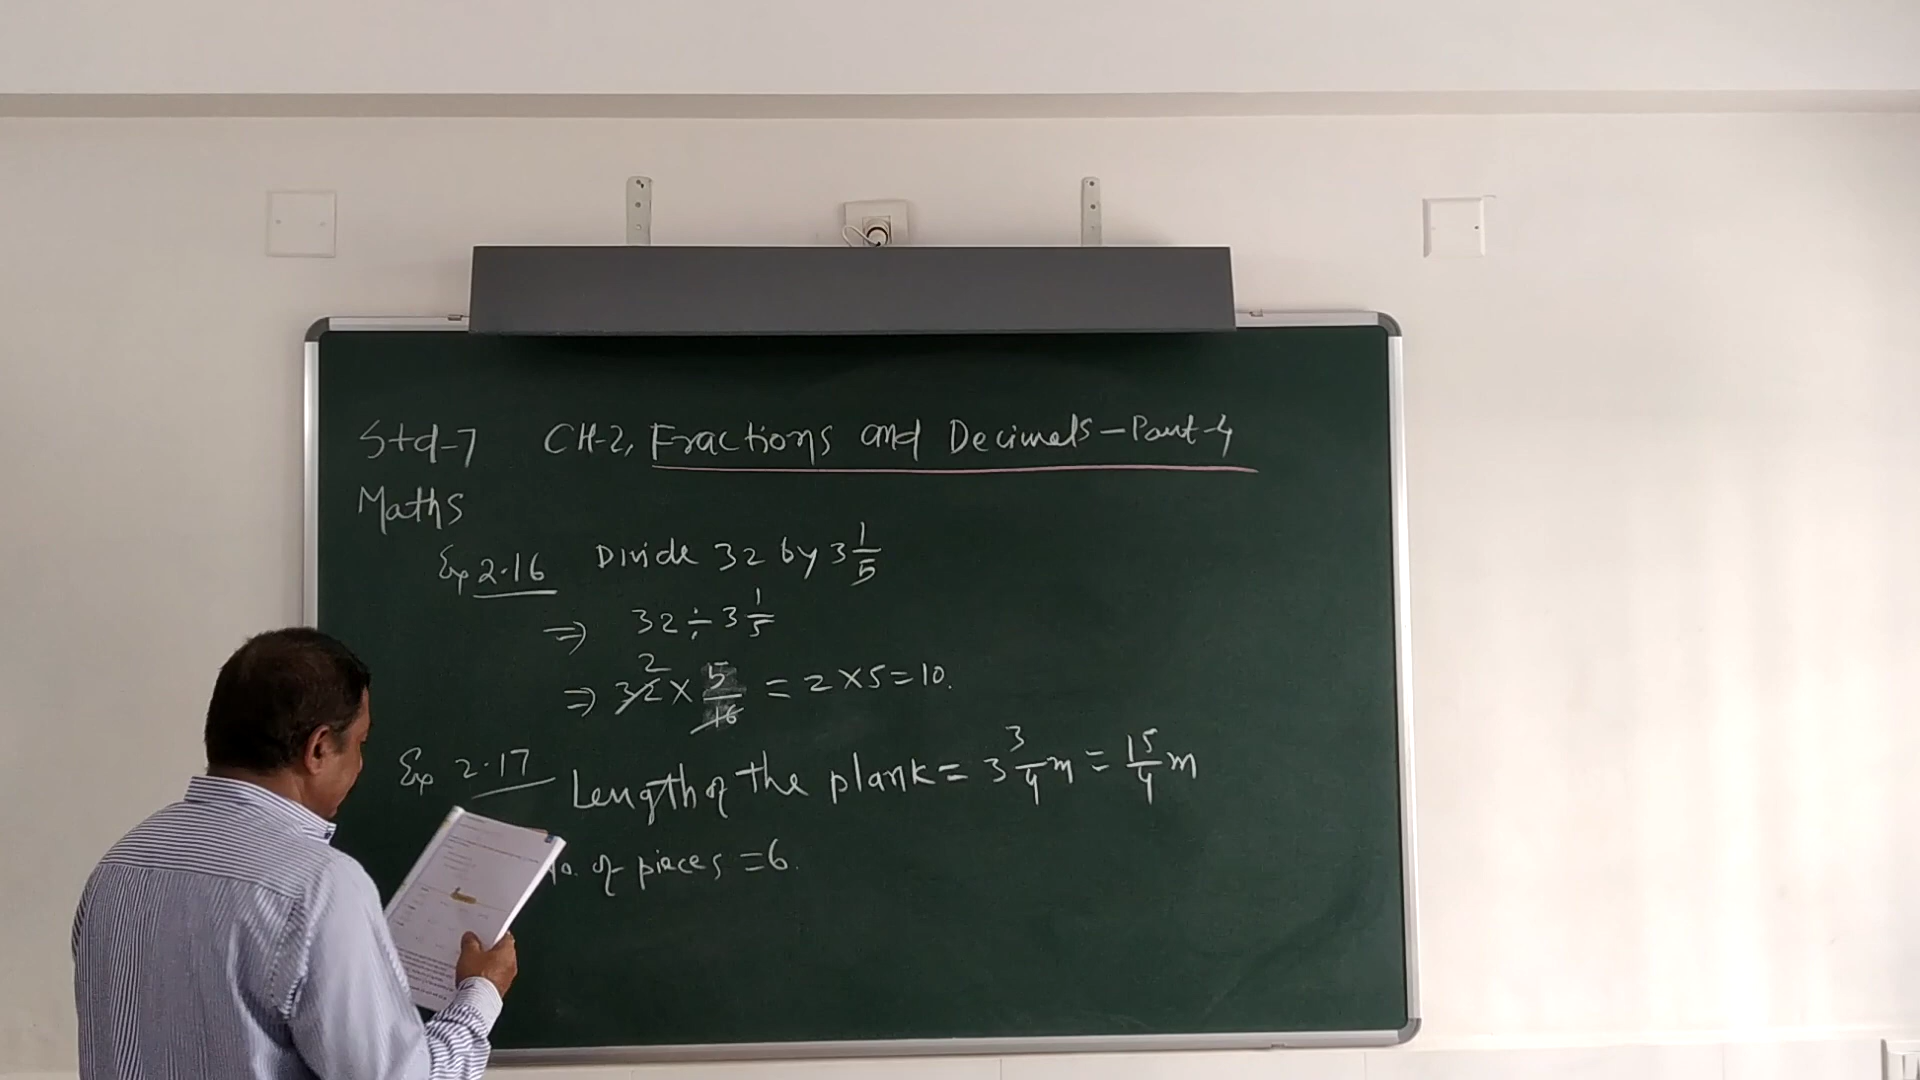 Std-7 CH-2, Fractions and Decimals-Part-4
Maths
Ex 2.16 Divide 32 by 3 1/5
⇒ 32 ÷ 3 1/5
2
⇒ 32 × 5/16 = 2 × 5 = 10.
Ex 2.17 Length of the plank = 3 3/4 m = 15/4 m
No. of pieces = 6.